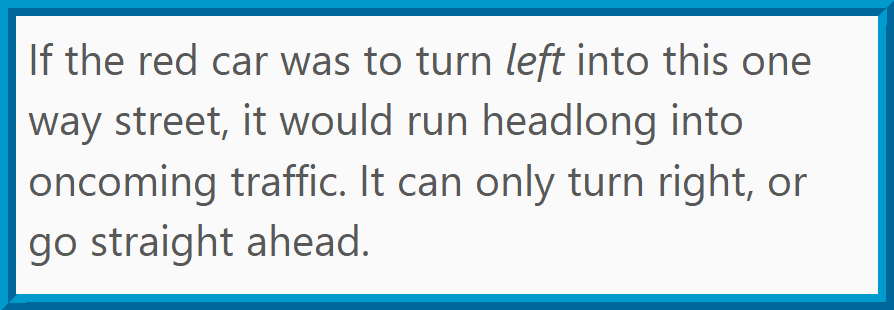 If the red car was to turn left into this one
way street, it would run headlong into
oncoming traffic. It can only turn right, or
go straight ahead.